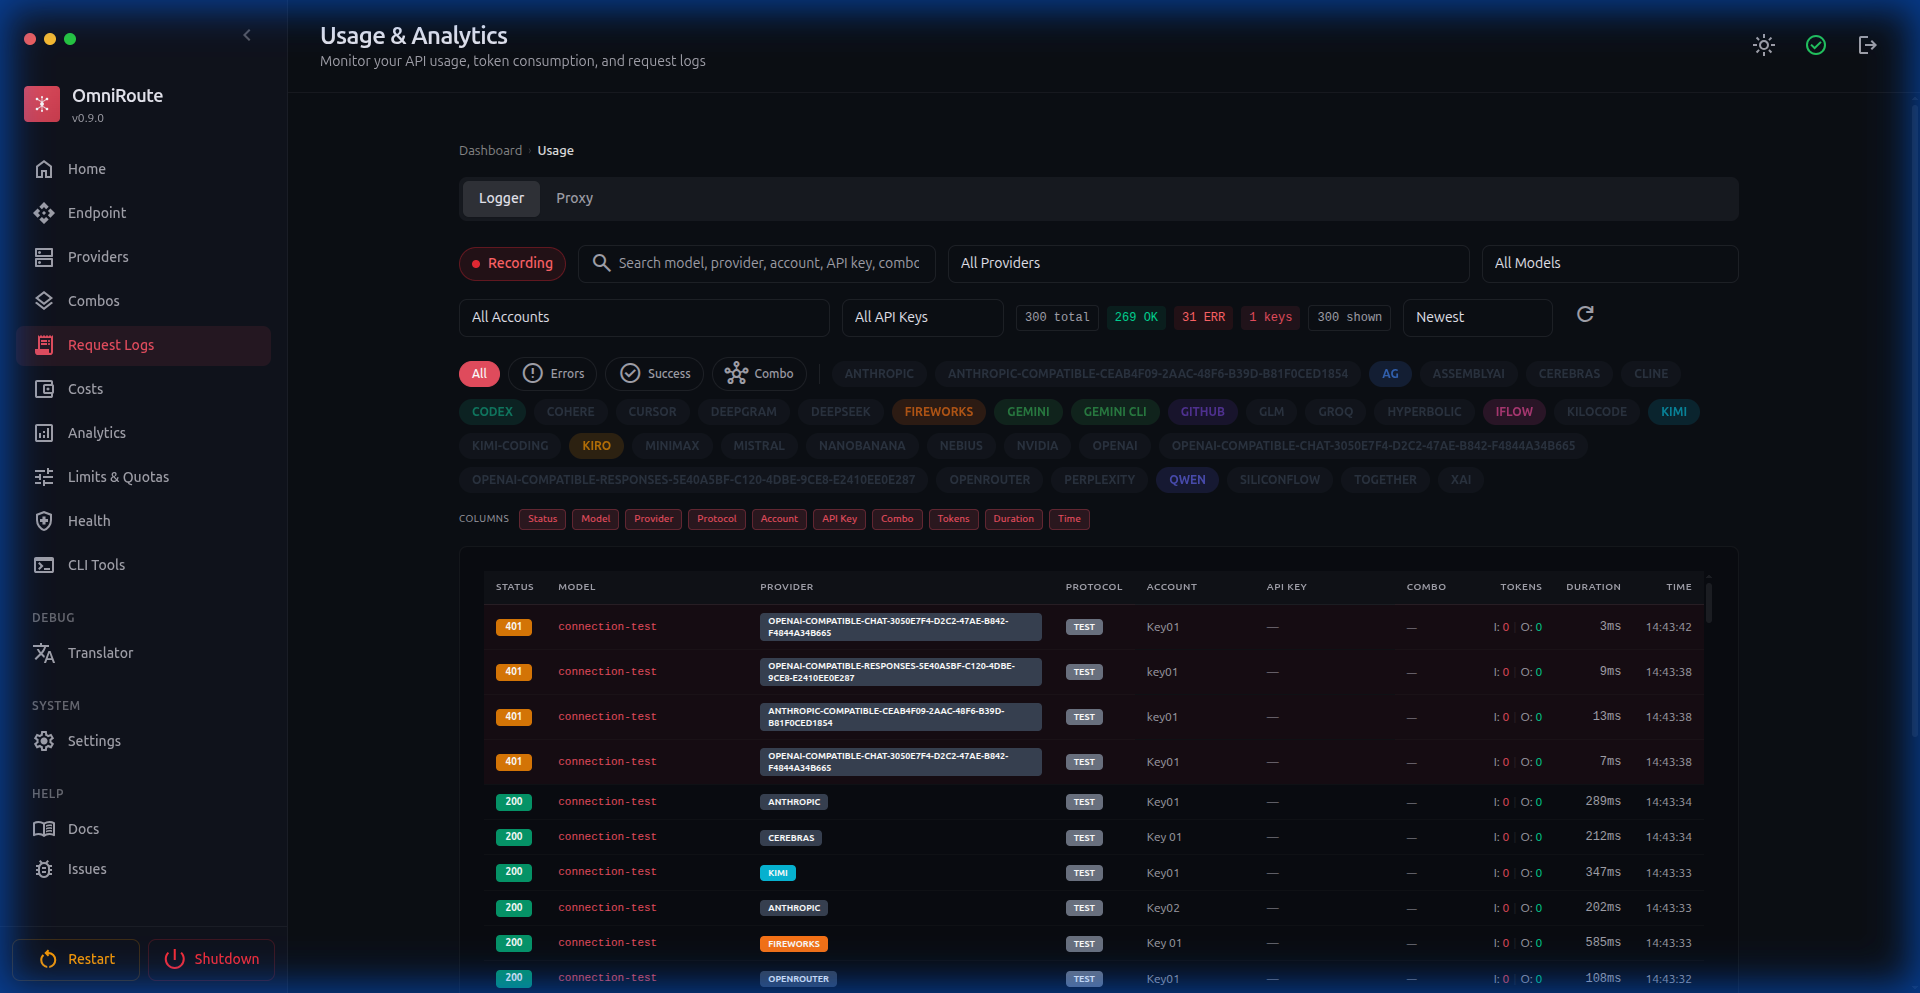 Usage & Analytics
Monitor your API usage, token consumption, and request logs
OmniRoute
v0.9.0
Home
Endpoint
Providers
Combos
Request Logs
Costs
Analytics
Limits & Quotas
Health
CLI Tools
DEBUG
Translator
SYSTEM
Settings
HELP
Docs
Issues
Restart Shutdown
Dashboard › Usage
Logger Proxy
Recording Search model, provider, account, API key, combo All Providers All Models
All Accounts All API Keys 300 total 269 OK 31 ERR 1 keys 300 shown Newest
All Errors Success Combo ANTHROPIC ANTHROPIC-COMPATIBLE-CEAB4F09-2AAC-48F6-B39D-B81F0CED1854 AG ASSEMBLYAI CEREBRAS CLINE
CODEX COHERE CURSOR DEEPGRAM DEEPSEEK FIREWORKS GEMINI GEMINI CLI GITHUB GLM GROQ HYPERBOLIC IFLOW KILOCODE KIMI
KIMI-CODING KIRO MINIMAX MISTRAL NANOBANANA NEBIUS NVIDIA OPENAI OPENAI-COMPATIBLE-CHAT-3050E7F4-D2C2-47AE-B842-F4844A34B665
OPENAI-COMPATIBLE-RESPONSES-5E40A5BF-C120-4DBE-9CE8-E2410EE0E287 OPENROUTER PERPLEXITY QWEN SILICONFLOW TOGETHER XAI
COLUMNS Status Model Provider Protocol Account API Key Combo Tokens Duration Time
STATUS MODEL PROVIDER PROTOCOL ACCOUNT API KEY COMBO TOKENS DURATION TIME
401 connection-test OPENAI-COMPATIBLE-CHAT-3050E7F4-D2C2-47AE-B842-
F4844A34B665 TEST Key01 — — I: 0 | O: 0 3ms 14:43:42
401 connection-test OPENAI-COMPATIBLE-RESPONSES-5E40A5BF-C120-4DBE-
9CE8-E2410EE0E287 TEST key01 — — I: 0 | O: 0 9ms 14:43:38
401 connection-test ANTHROPIC-COMPATIBLE-CEAB4F09-2AAC-48F6-B39D-
B81F0CED1854 TEST key01 — — I: 0 | O: 0 13ms 14:43:38
401 connection-test OPENAI-COMPATIBLE-CHAT-3050E7F4-D2C2-47AE-B842-
F4844A34B665 TEST Key01 — — I: 0 | O: 0 7ms 14:43:38
200 connection-test ANTHROPIC TEST Key01 — — I: 0 | O: 0 289ms 14:43:34
200 connection-test CEREBRAS TEST Key 01 — — I: 0 | O: 0 212ms 14:43:34
200 connection-test KIMI TEST Key01 — — I: 0 | O: 0 347ms 14:43:33
200 connection-test ANTHROPIC TEST Key02 — — I: 0 | O: 0 202ms 14:43:33
200 connection-test FIREWORKS TEST Key 01 — — I: 0 | O: 0 585ms 14:43:33
200 connection-test OPENROUTER TEST Key01 — — I: 0 | O: 0 108ms 14:43:32